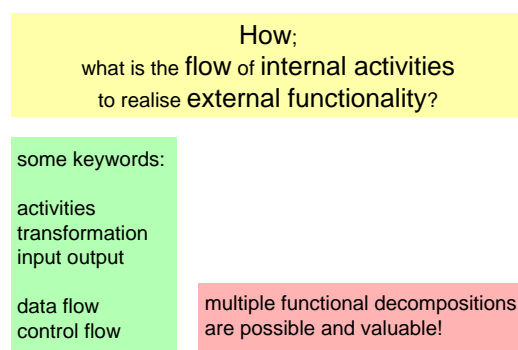 How;
what is the flow of internal activities
to realise external functionality?
some keywords:
activities
transformation
input output
data flow
control flow
multiple functional decompositions
are possible and valuable!